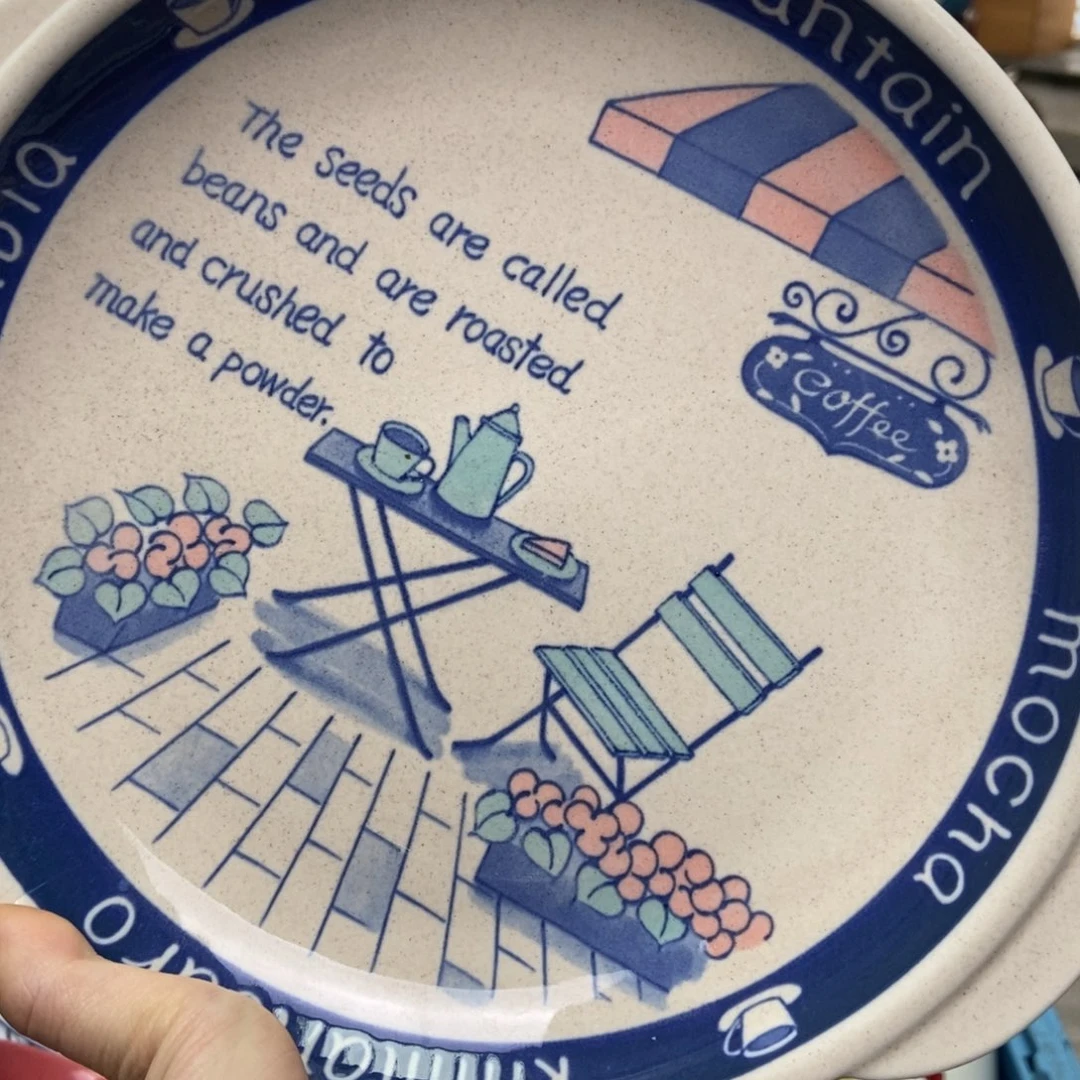 The seeds are called
beans and are roasted
and crushed to
make a powder.
coffee
mocha